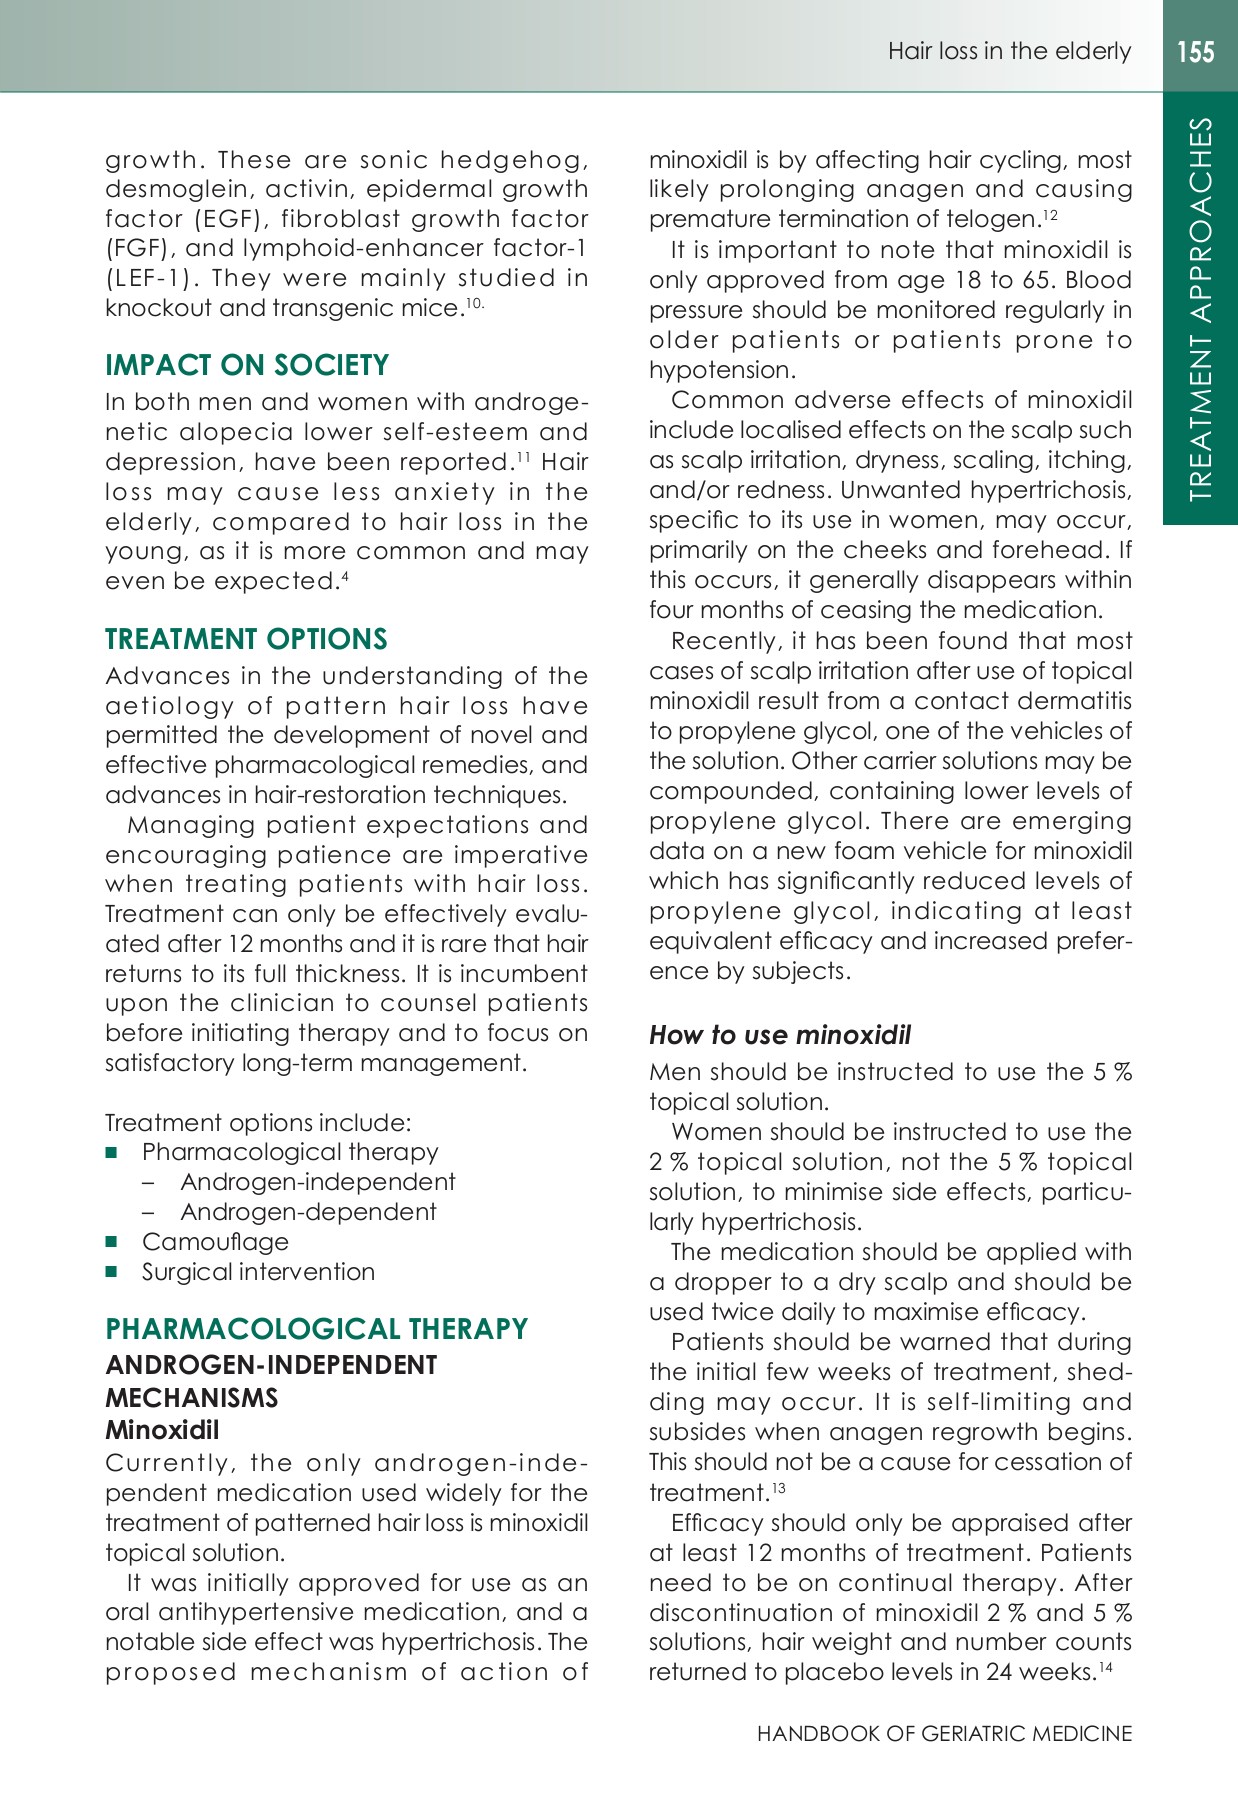 Hair loss in the elderly
155
TREATMENT APPROACHES
growth. These are sonic hedgehog,
desmoglein, activin, epidermal growth
factor (EGF), fibroblast growth factor
(FGF), and lymphoid-enhancer factor-1
(LEF-1). They were mainly studied in
knockout and transgenic mice.10.
IMPACT ON SOCIETY
In both men and women with androge-
netic alopecia lower self-esteem and
depression, have been reported.11 Hair
loss may cause less anxiety in the
elderly, compared to hair loss in the
young, as it is more common and may
even be expected.4
TREATMENT OPTIONS
Advances in the understanding of the
aetiology of pattern hair loss have
permitted the development of novel and
effective pharmacological remedies, and
advances in hair-restoration techniques.
Managing patient expectations and
encouraging patience are imperative
when treating patients with hair loss.
Treatment can only be effectively evalu-
ated after 12 months and it is rare that hair
returns to its full thickness. It is incumbent
upon the clinician to counsel patients
before initiating therapy and to focus on
satisfactory long-term management.
Treatment options include:
■ Pharmacological therapy
– Androgen-independent
– Androgen-dependent
■ Camouflage
■ Surgical intervention
PHARMACOLOGICAL THERAPY
ANDROGEN-INDEPENDENT
MECHANISMS
Minoxidil
Currently, the only androgen-inde-
pendent medication used widely for the
treatment of patterned hair loss is minoxidil
topical solution.
It was initially approved for use as an
oral antihypertensive medication, and a
notable side effect was hypertrichosis. The
proposed mechanism of action of
minoxidil is by affecting hair cycling, most
likely prolonging anagen and causing
premature termination of telogen.12
It is important to note that minoxidil is
only approved from age 18 to 65. Blood
pressure should be monitored regularly in
older patients or patients prone to
hypotension.
Common adverse effects of minoxidil
include localised effects on the scalp such
as scalp irritation, dryness, scaling, itching,
and/or redness. Unwanted hypertrichosis,
specific to its use in women, may occur,
primarily on the cheeks and forehead. If
this occurs, it generally disappears within
four months of ceasing the medication.
Recently, it has been found that most
cases of scalp irritation after use of topical
minoxidil result from a contact dermatitis
to propylene glycol, one of the vehicles of
the solution. Other carrier solutions may be
compounded, containing lower levels of
propylene glycol. There are emerging
data on a new foam vehicle for minoxidil
which has significantly reduced levels of
propylene glycol, indicating at least
equivalent efficacy and increased prefer-
ence by subjects.
How to use minoxidil
Men should be instructed to use the 5 %
topical solution.
Women should be instructed to use the
2 % topical solution, not the 5 % topical
solution, to minimise side effects, particu-
larly hypertrichosis.
The medication should be applied with
a dropper to a dry scalp and should be
used twice daily to maximise efficacy.
Patients should be warned that during
the initial few weeks of treatment, shed-
ding may occur. It is self-limiting and
subsides when anagen regrowth begins.
This should not be a cause for cessation of
treatment.13
Efficacy should only be appraised after
at least 12 months of treatment. Patients
need to be on continual therapy. After
discontinuation of minoxidil 2 % and 5 %
solutions, hair weight and number counts
returned to placebo levels in 24 weeks.14
HANDBOOK OF GERIATRIC MEDICINE